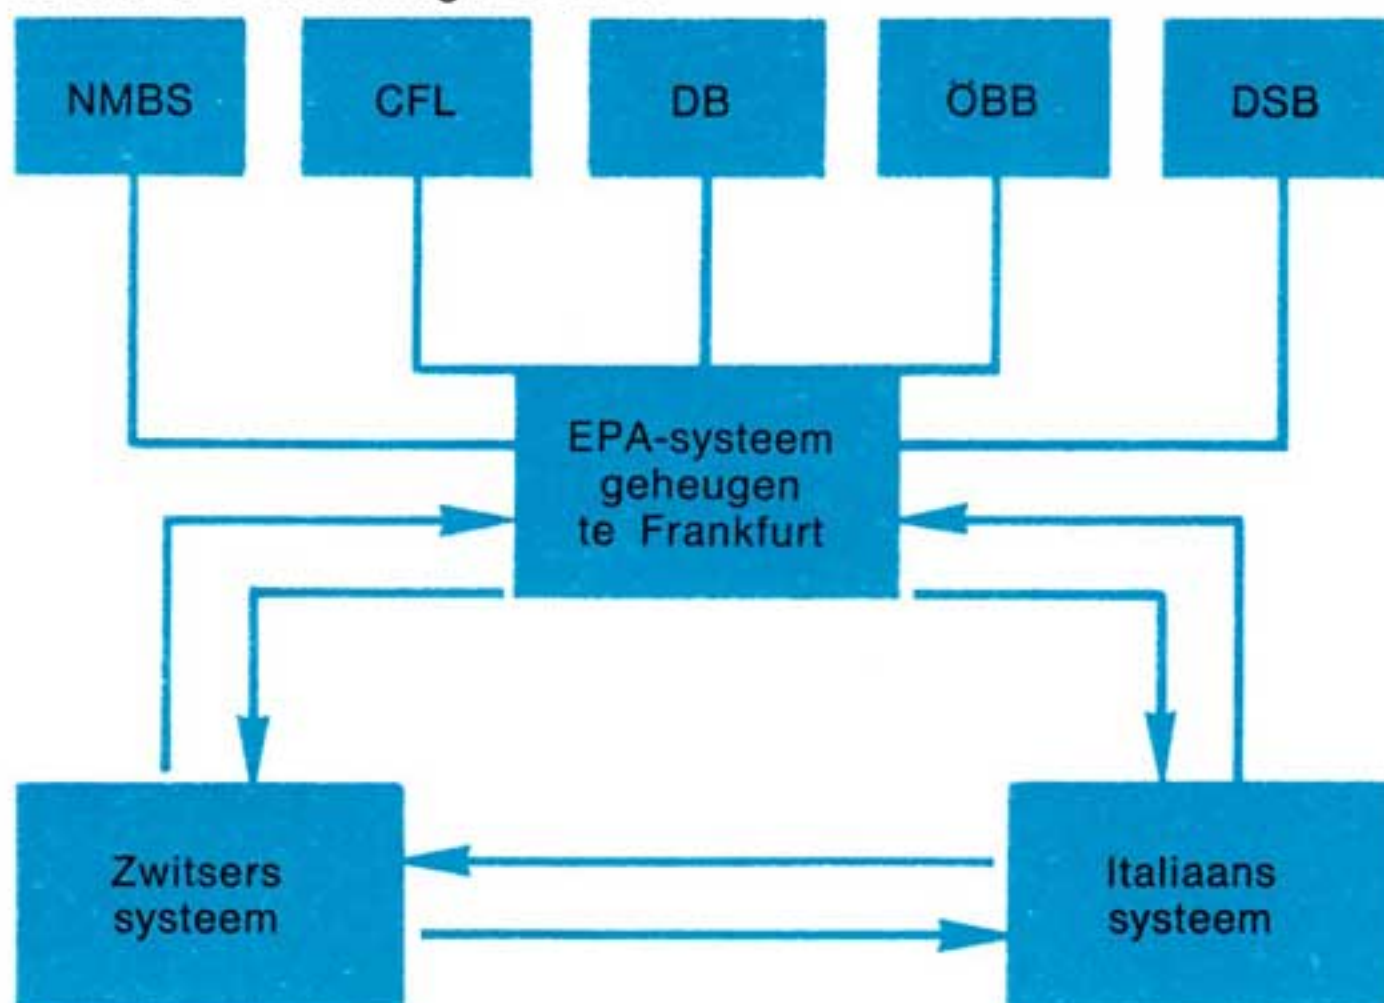 NMBS
CFL
DB
ÖBB
DSB
EPA-systeem
geheugen
te Frankfurt
Zwitsers
systeem
Italiaans
systeem